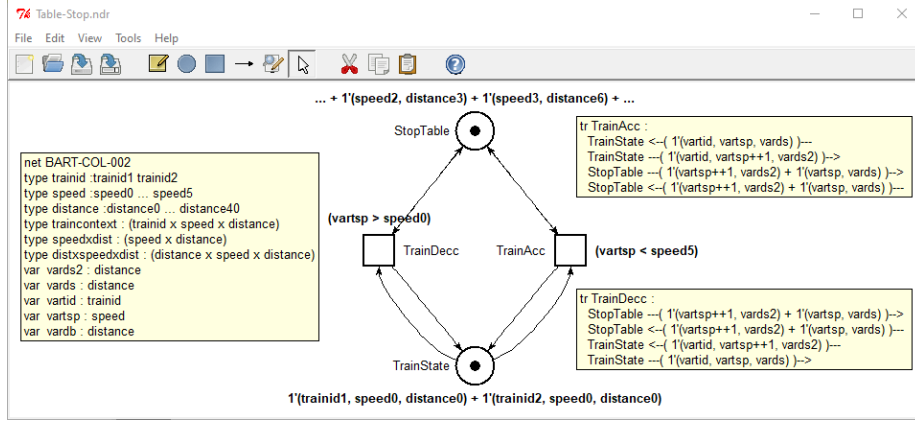 Table-Stop.ndr
File Edit View Tools Help
... + 1'(speed2, distance3) + 1'(speed3, distance6) + ...
StopTable
tr TrainAcc :
TrainState <--( 1'(vartid, vartsp, vards) )---
TrainState ---( 1'(vartid, vartsp++1, vards2) )-->
StopTable ---( 1'(vartsp++1, vards2) + 1'(vartsp, vards) )-->
StopTable <--( 1'(vartsp++1, vards2) + 1'(vartsp, vards) )---
net BART-COL-002
type trainid :trainid1 trainid2
type speed :speed0 ... speed5
type distance :distance0 ... distance40
type traincontext : (trainid x speed x distance)
type speedxdist : (speed x distance)
type distxspeedxdist : (distance x speed x distance)
var vards2 : distance
var vards : distance
var vartid : trainid
var vartsp : speed
var vardb : distance
(vartsp > speed0)
TrainDecc
TrainAcc
(vartsp < speed5)
tr TrainDecc :
StopTable ---( 1'(vartsp++1, vards2) + 1'(vartsp, vards) )-->
StopTable <--( 1'(vartsp++1, vards2) + 1'(vartsp, vards) )---
TrainState <--( 1'(vartid, vartsp++1, vards2) )---
TrainState ---( 1'(vartid, vartsp, vards) )-->
TrainState
1'(trainid1, speed0, distance0) + 1'(trainid2, speed0, distance0)